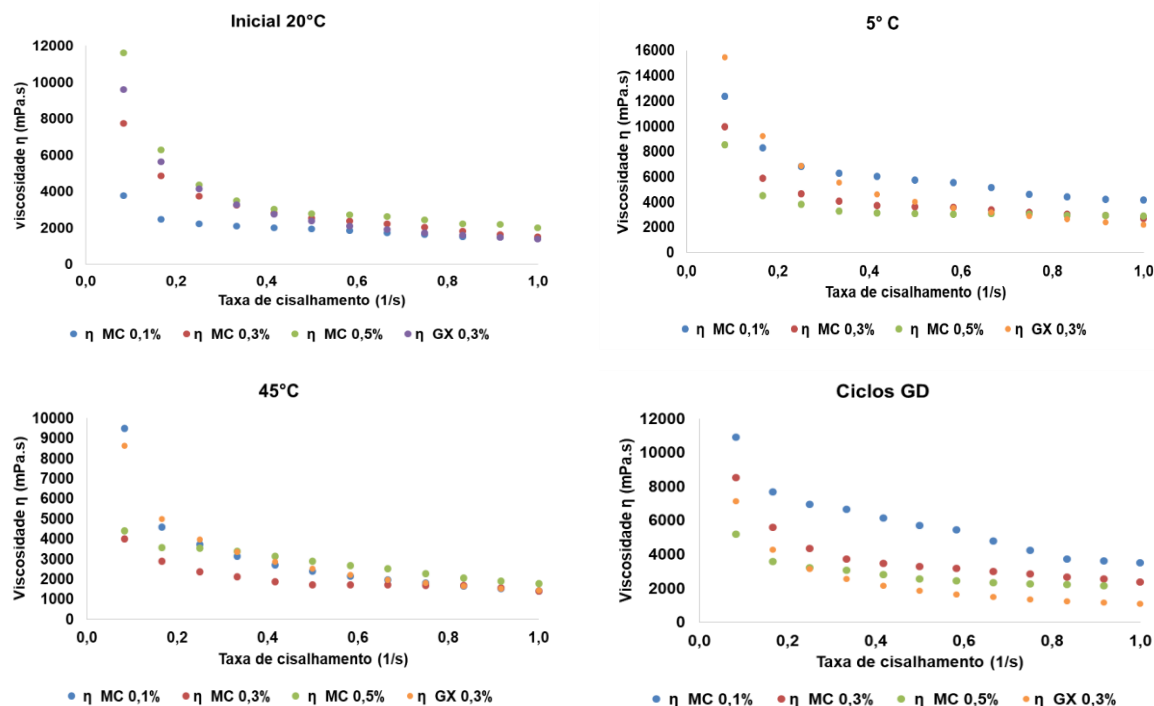 Inicial 20°C
viscosidade η (mPa.s)
12000
10000
8000
6000
4000
2000
0
0,0 0,2 0,4 0,6 0,8 1,0
Taxa de cisalhamento (1/s)
η MC 0,1% η MC 0,3% η MC 0,5% η GX 0,3%
5° C
Viscosidade η (mPa.s)
16000
14000
12000
10000
8000
6000
4000
2000
0
0,0 0,2 0,4 0,6 0,8 1,0
Taxa de cisalhamento (1/s)
η MC 0,1% η MC 0,3% η MC 0,5% η GX 0,3%
45°C
Viscosidade η (mPa.s)
10000
9000
8000
7000
6000
5000
4000
3000
2000
1000
0
0,0 0,2 0,4 0,6 0,8 1,0
Taxa de cisalhamento (1/s)
η MC 0,1% η MC 0,3% η MC 0,5% η GX 0,3%
Ciclos GD
Viscosidade η (mPa.s)
12000
10000
8000
6000
4000
2000
0
0,0 0,2 0,4 0,6 0,8 1,0
Taxa de cisalhamento (1/s)
η MC 0,1% η MC 0,3% η MC 0,5% η GX 0,3%